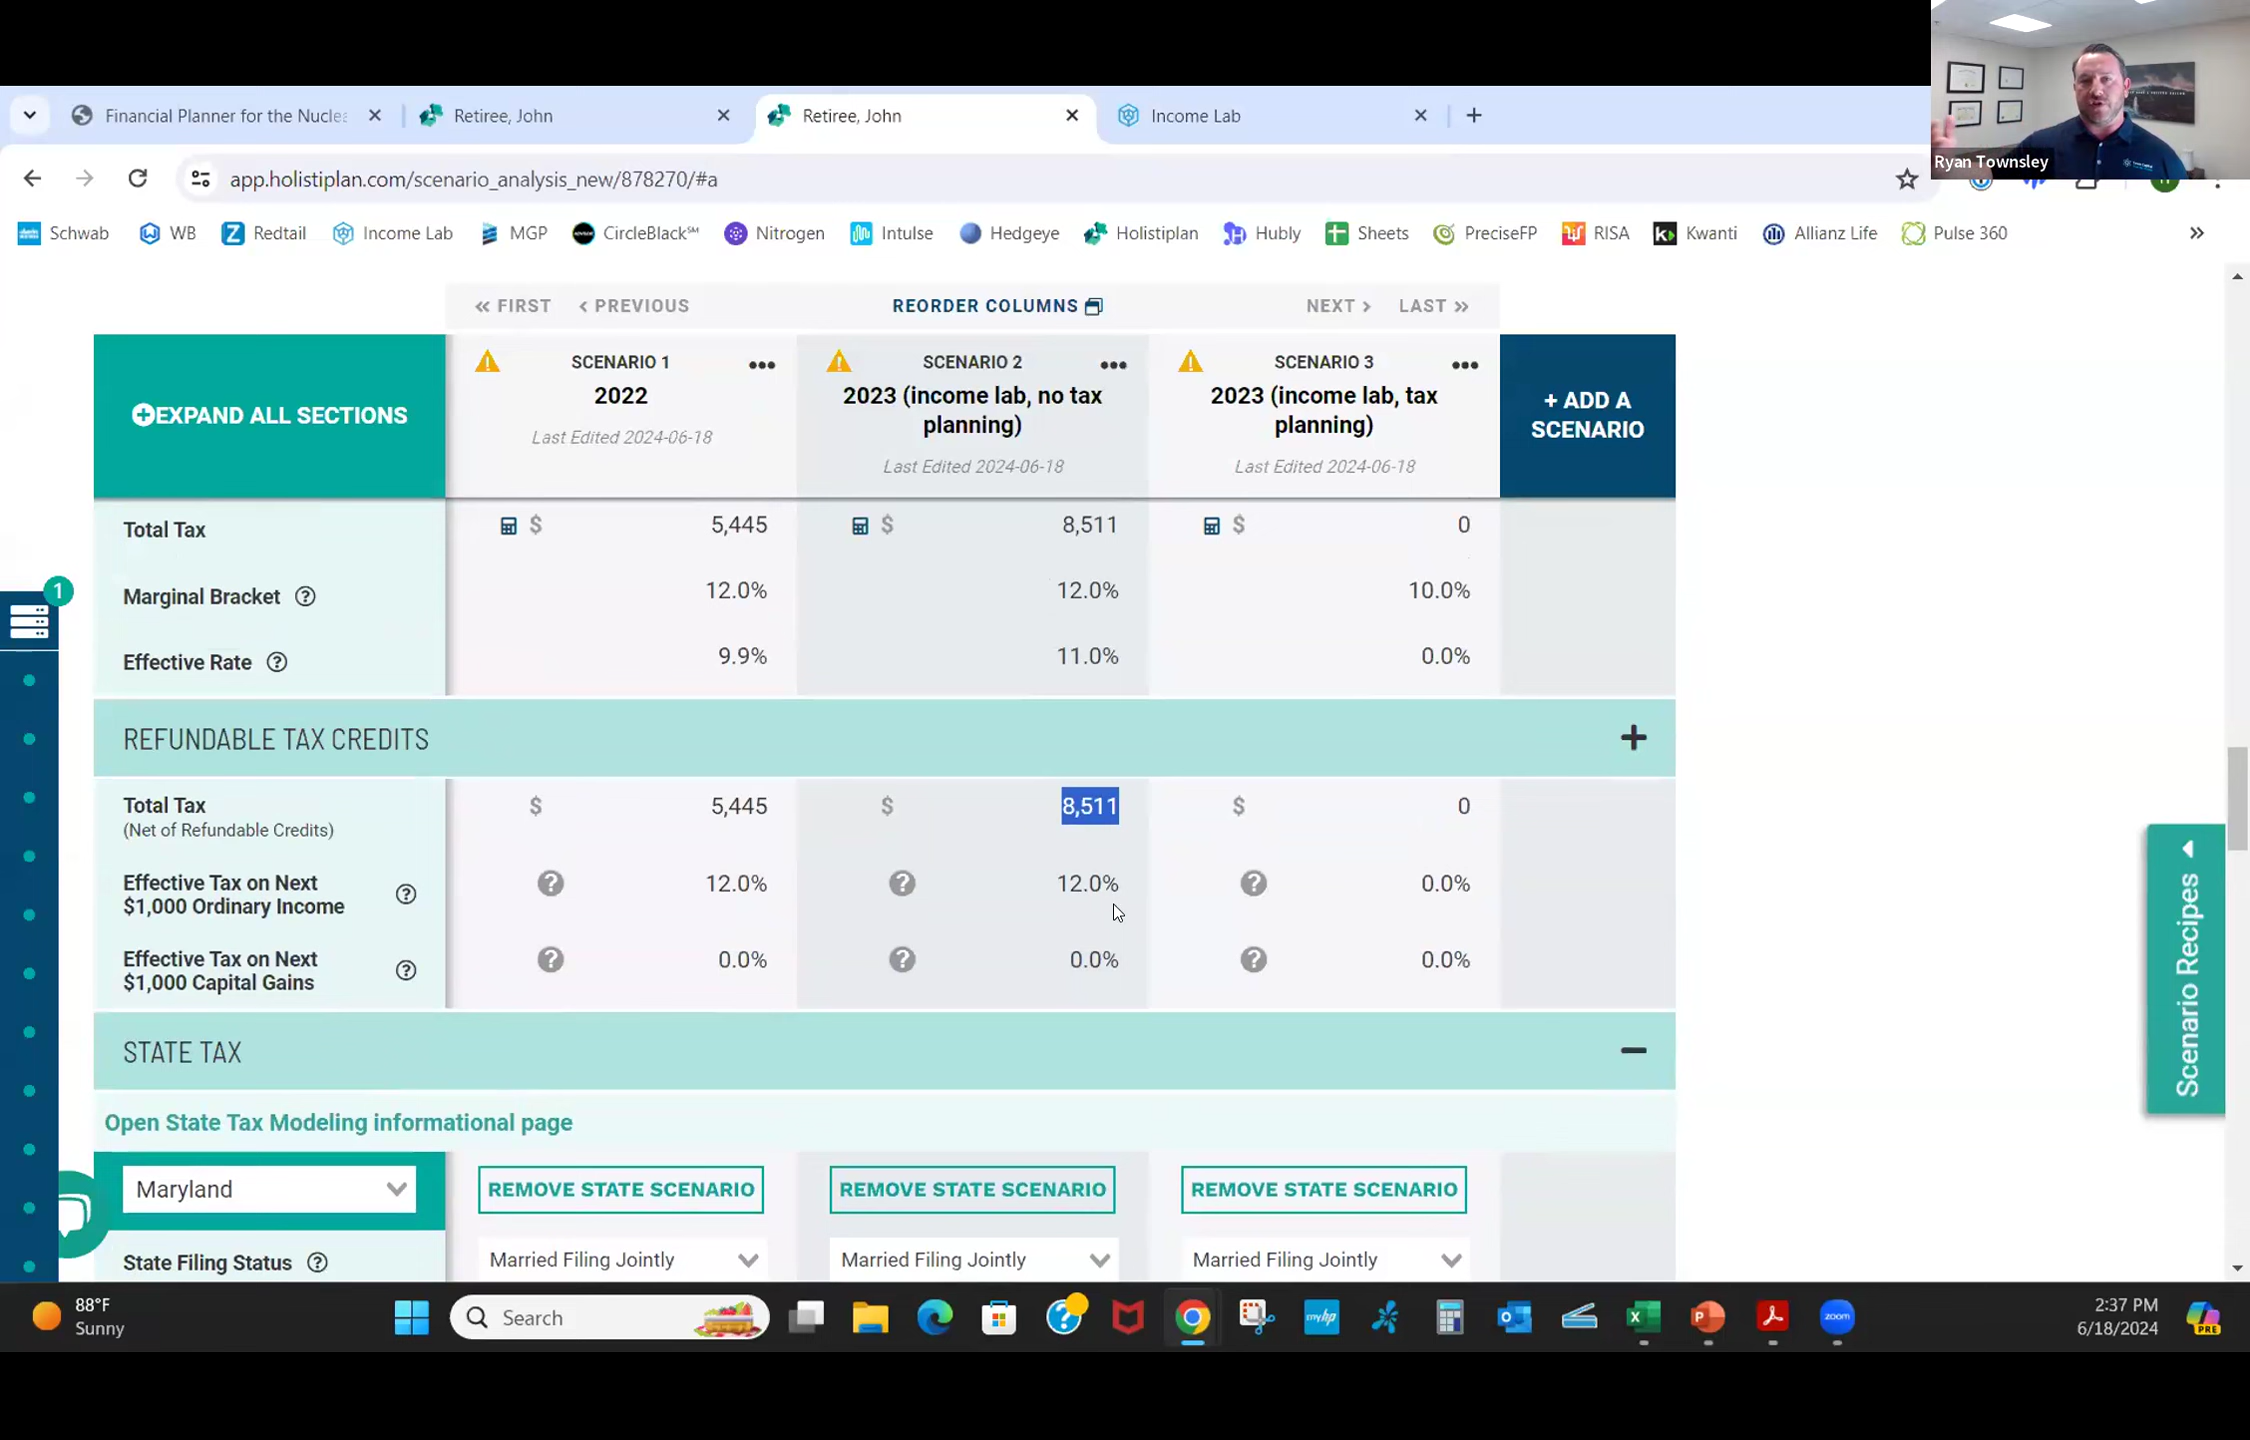 Financial Planner for the Nuclea
Retiree, John
Retiree, John
Income Lab
app.holistiplan.com/scenario_analysis_new/878270/#a
Ryan Townsley
Schwab
WB
Redtail
Income Lab
MGP
CircleBlack℠
Nitrogen
Intulse
Hedgeye
Holistiplan
Hubly
Sheets
PreciseFP
RISA
Kwanti
Allianz Life
Pulse 360
« FIRST
‹ PREVIOUS
REORDER COLUMNS
NEXT ›
LAST »
EXPAND ALL SECTIONS
SCENARIO 1
2022
Last Edited 2024-06-18
SCENARIO 2
2023 (income lab, no tax
planning)
Last Edited 2024-06-18
SCENARIO 3
2023 (income lab, tax
planning)
Last Edited 2024-06-18
+ ADD A
SCENARIO
Total Tax $ 5,445 $ 8,511 $ 0
1
Marginal Bracket ? 12.0% 12.0% 10.0%
Effective Rate ? 9.9% 11.0% 0.0%
REFUNDABLE TAX CREDITS +
Total Tax $ 5,445 $ 8,511 $ 0
(Net of Refundable Credits)
Effective Tax on Next
$1,000 Ordinary Income ? ? 12.0% ? 12.0% ? 0.0%
Effective Tax on Next
$1,000 Capital Gains ? ? 0.0% ? 0.0% ? 0.0%
Scenario Recipes
STATE TAX
Open State Tax Modeling informational page
Maryland
REMOVE STATE SCENARIO
REMOVE STATE SCENARIO
REMOVE STATE SCENARIO
State Filing Status ?
Married Filing Jointly
Married Filing Jointly
Married Filing Jointly
88°F
Sunny
Search
myhp
zoom
2:37 PM
6/18/2024
PRE